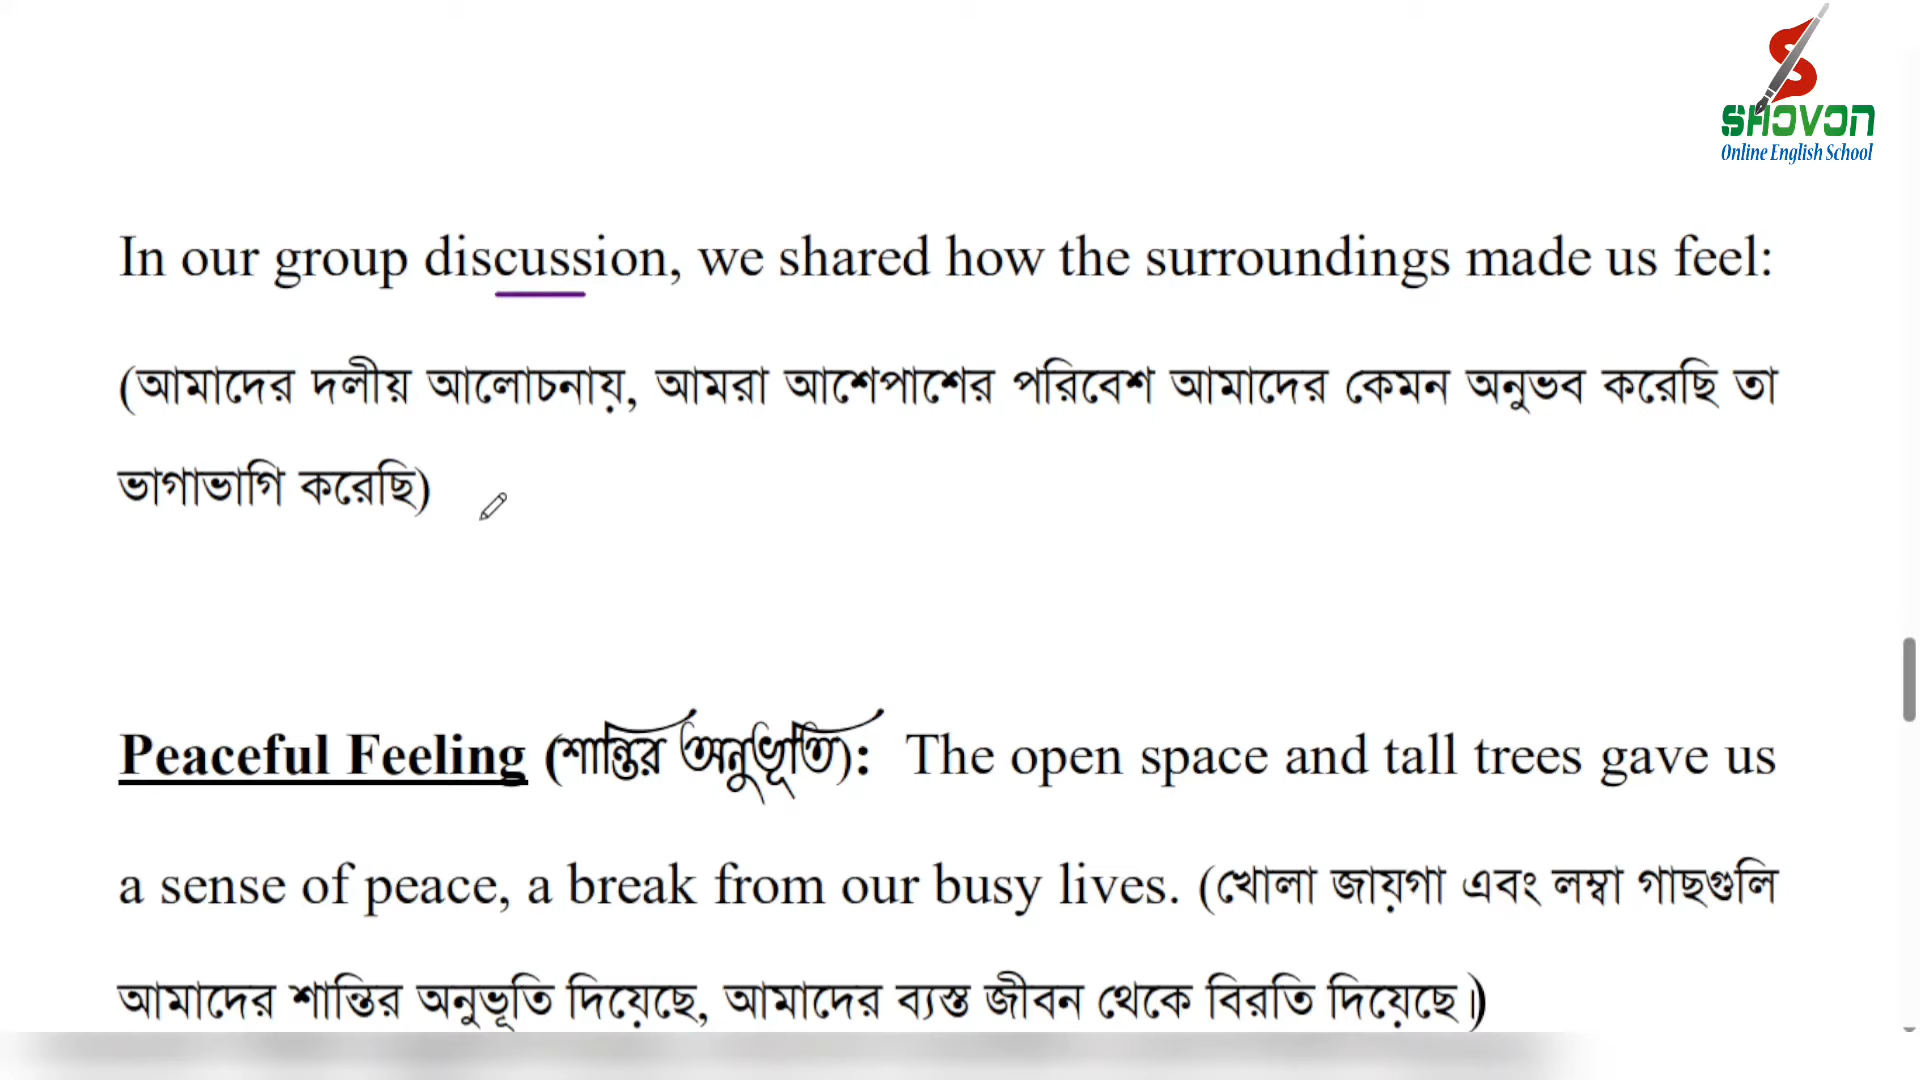 SHOVON
Online English School
In our group discussion, we shared how the surroundings made us feel:
(আমাদের দলীয় আলোচনায়, আমরা আশেপাশের পরিবেশ আমাদের কেমন অনুভব করেছি তা
ভাগাভাগি করেছি)
Peaceful Feeling (শান্তির অনুভূতি): The open space and tall trees gave us
a sense of peace, a break from our busy lives. (খোলা জায়গা এবং লম্বা গাছগুলি
আমাদের শান্তির অনুভূতি দিয়েছে, আমাদের ব্যস্ত জীবন থেকে বিরতি দিয়েছে।)